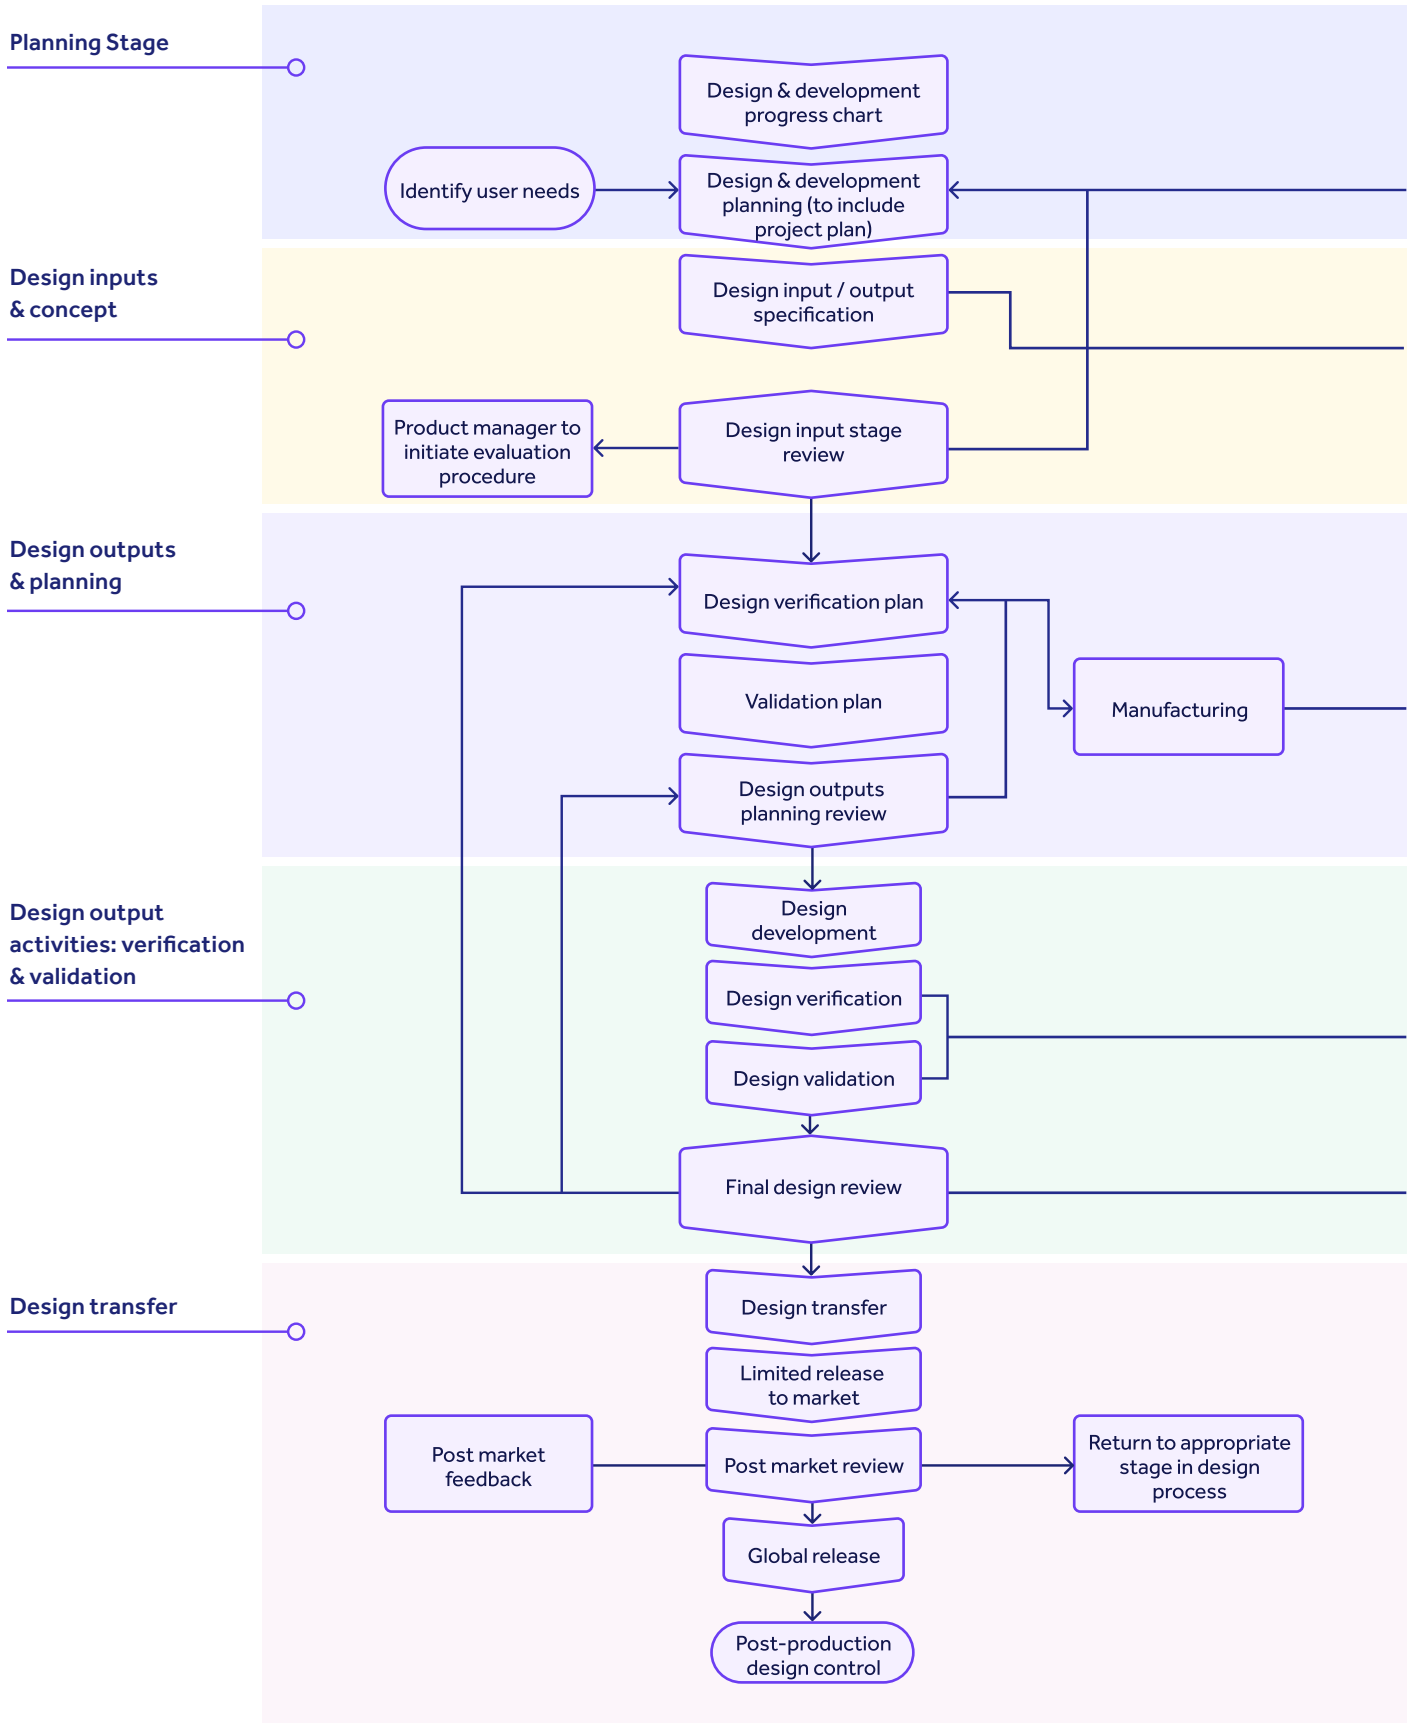 Planning Stage
Design & development
progress chart
Identify user needs
Design & development
planning (to include
project plan)
Design inputs
& concept
Design input / output
specification
Product manager to
initiate evaluation
procedure
Design input stage
review
Design outputs
& planning
Design verification plan
Validation plan
Manufacturing
Design outputs
planning review
Design output
activities: verification
& validation
Design
development
Design verification
Design validation
Final design review
Design transfer
Design transfer
Limited release
to market
Post market
feedback
Post market review
Return to appropriate
stage in design
process
Global release
Post-production
design control